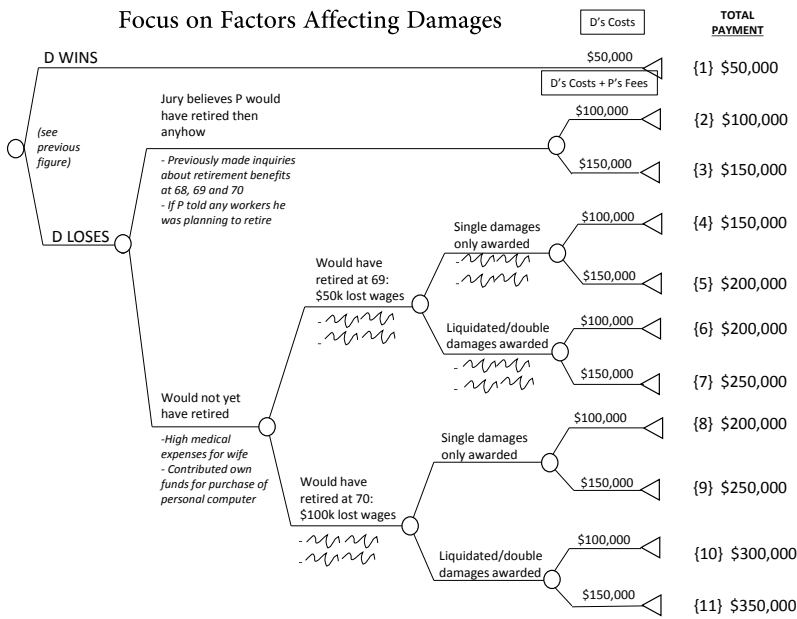 Focus on Factors Affecting Damages
D's Costs
TOTAL
PAYMENT
D WINS
$50,000
{1} $50,000
D's Costs + P's Fees
(see
previous
figure)
Jury believes P would
have retired then
anyhow
- Previously made inquiries
about retirement benefits
at 68, 69 and 70
- If P told any workers he
was planning to retire
$100,000
{2} $100,000
$150,000
{3} $150,000
D LOSES
Would have
retired at 69:
$50k lost wages
Single damages
only awarded
$100,000
{4} $150,000
$150,000
{5} $200,000
Liquidated/double
damages awarded
$100,000
{6} $200,000
$150,000
{7} $250,000
Would not yet
have retired
-High medical
expenses for wife
- Contributed own
funds for purchase of
personal computer
Would have
retired at 70:
$100k lost wages
Single damages
only awarded
$100,000
{8} $200,000
$150,000
{9} $250,000
Liquidated/double
damages awarded
$100,000
{10} $300,000
$150,000
{11} $350,000